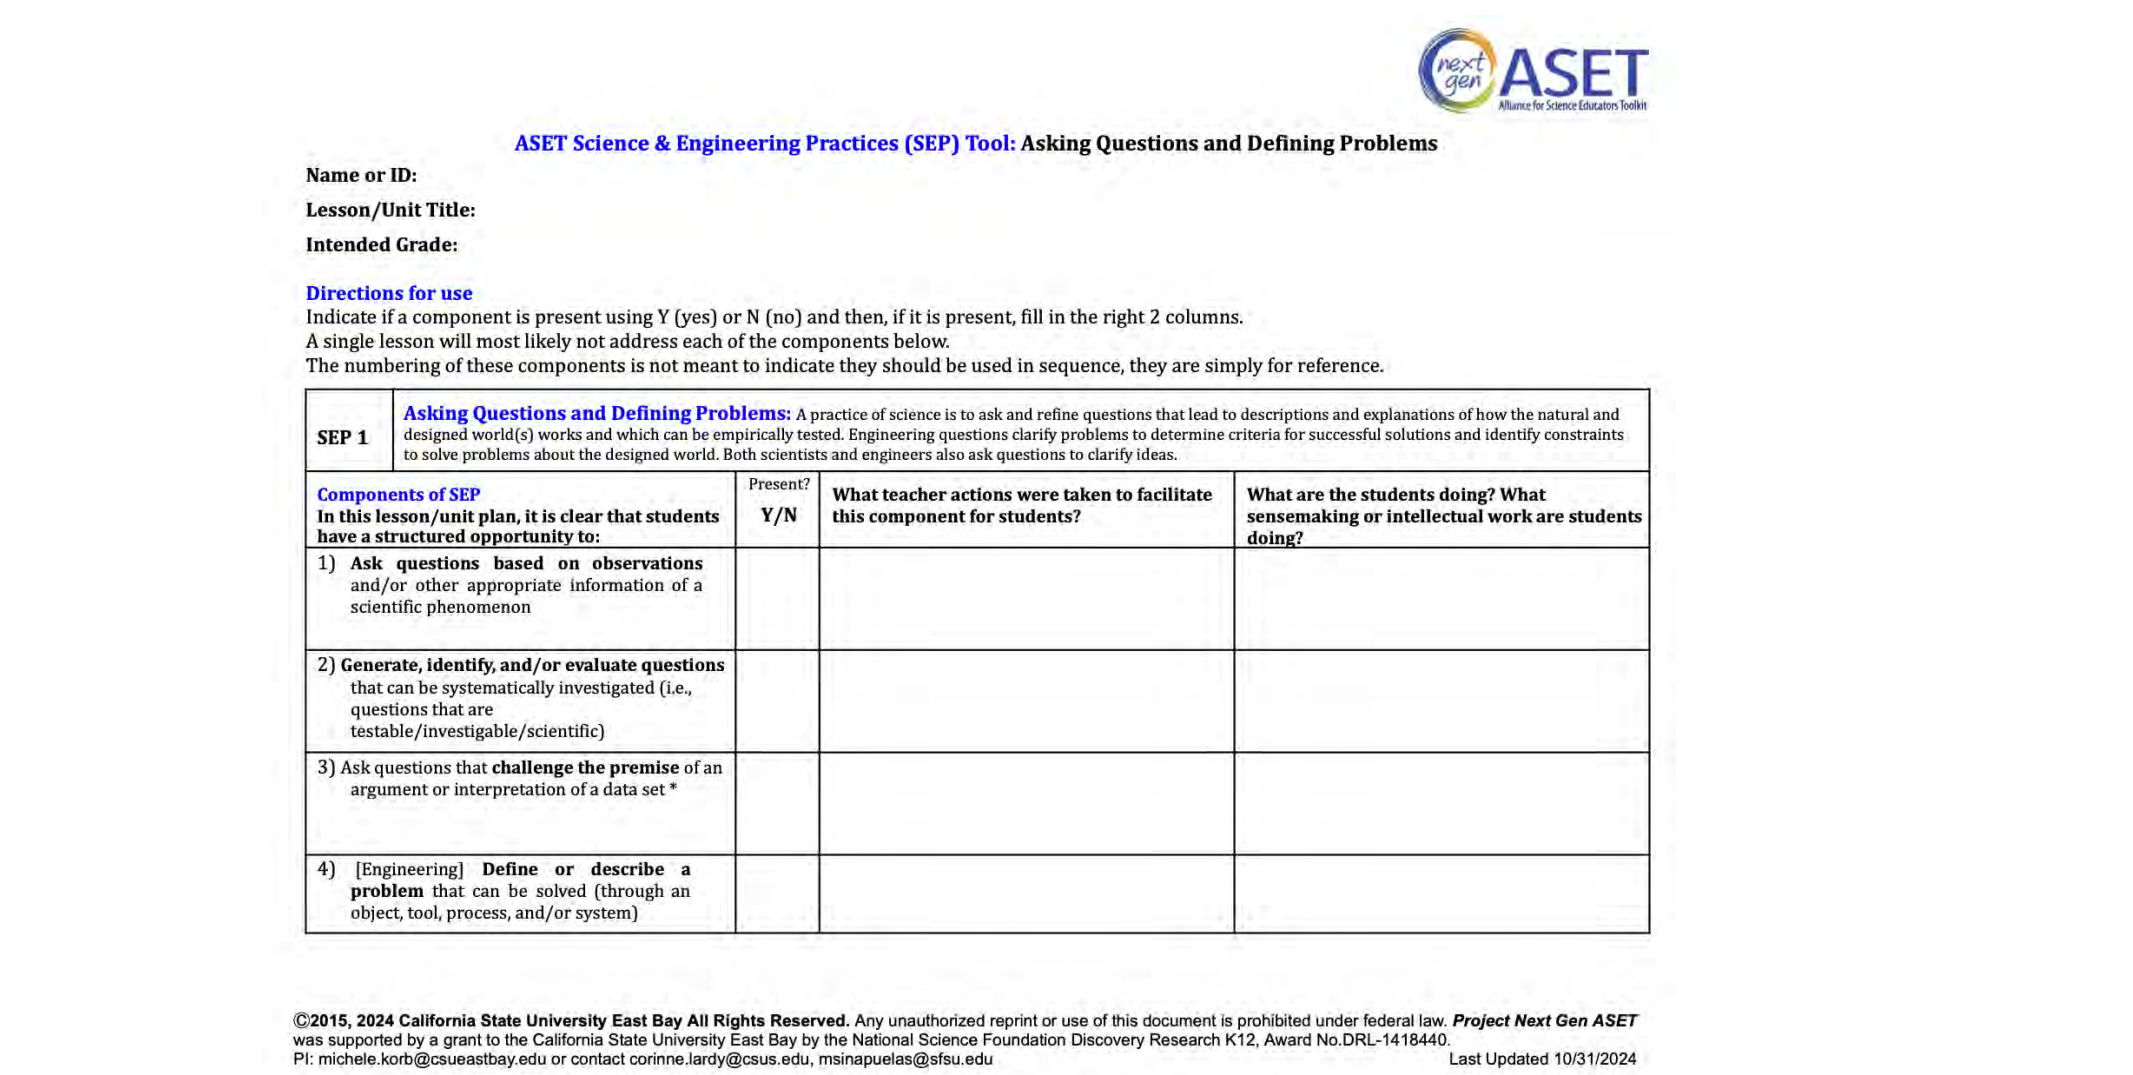 next
gen
ASET
Alliance for Science Educators Toolkit
ASET Science & Engineering Practices (SEP) Tool: Asking Questions and Defining Problems
Name or ID:
Lesson/Unit Title:
Intended Grade:
Directions for use
Indicate if a component is present using Y (yes) or N (no) and then, if it is present, fill in the right 2 columns.
A single lesson will most likely not address each of the components below.
The numbering of these components is not meant to indicate they should be used in sequence, they are simply for reference.
SEP 1
Asking Questions and Defining Problems: A practice of science is to ask and refine questions that lead to descriptions and explanations of how the natural and
designed world(s) works and which can be empirically tested. Engineering questions clarify problems to determine criteria for successful solutions and identify constraints
to solve problems about the designed world. Both scientists and engineers also ask questions to clarify ideas.
Components of SEP
In this lesson/unit plan, it is clear that students
have a structured opportunity to:
Present?
Y/N
What teacher actions were taken to facilitate
this component for students?
What are the students doing? What
sensemaking or intellectual work are students
doing?
1) Ask questions based on observations
and/or other appropriate information of a
scientific phenomenon
2) Generate, identify, and/or evaluate questions
that can be systematically investigated (i.e.,
questions that are
testable/investigable/scientific)
3) Ask questions that challenge the premise of an
argument or interpretation of a data set *
4) [Engineering] Define or describe a
problem that can be solved (through an
object, tool, process, and/or system)
©2015, 2024 California State University East Bay All Rights Reserved. Any unauthorized reprint or use of this document is prohibited under federal law. Project Next Gen ASET
was supported by a grant to the California State University East Bay by the National Science Foundation Discovery Research K12, Award No.DRL-1418440.
PI: michele.korb@csueastbay.edu or contact corinne.lardy@csus.edu, msinapuelas@sfsu.edu
Last Updated 10/31/2024